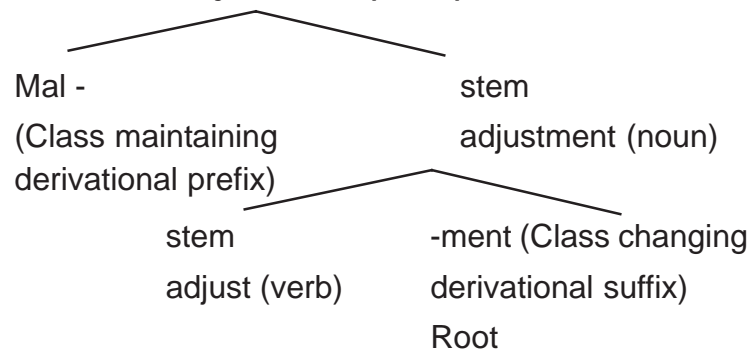 Mal - stem
(Class maintaining adjustment (noun)
derivational prefix)
stem -ment (Class changing
adjust (verb) derivational suffix)
Root